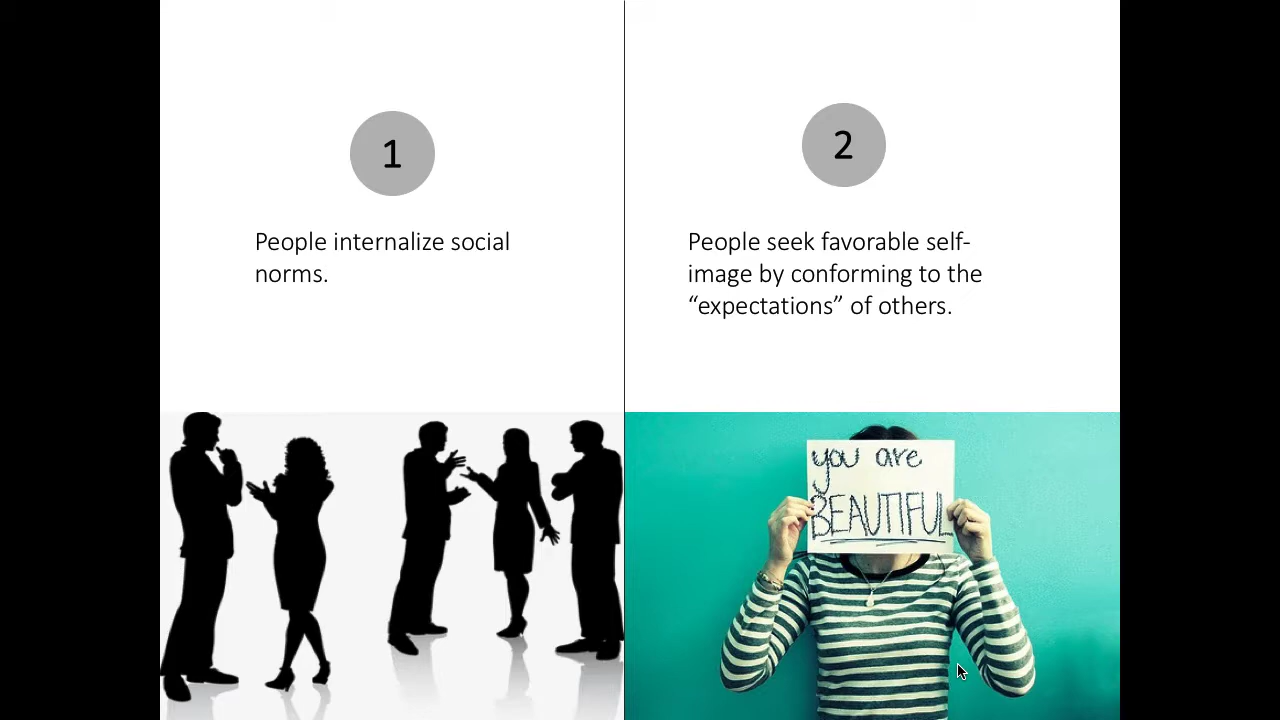 1
People internalize social
norms.
2
People seek favorable self-
image by conforming to the
“expectations” of others.
you are
BEAUTIFUL